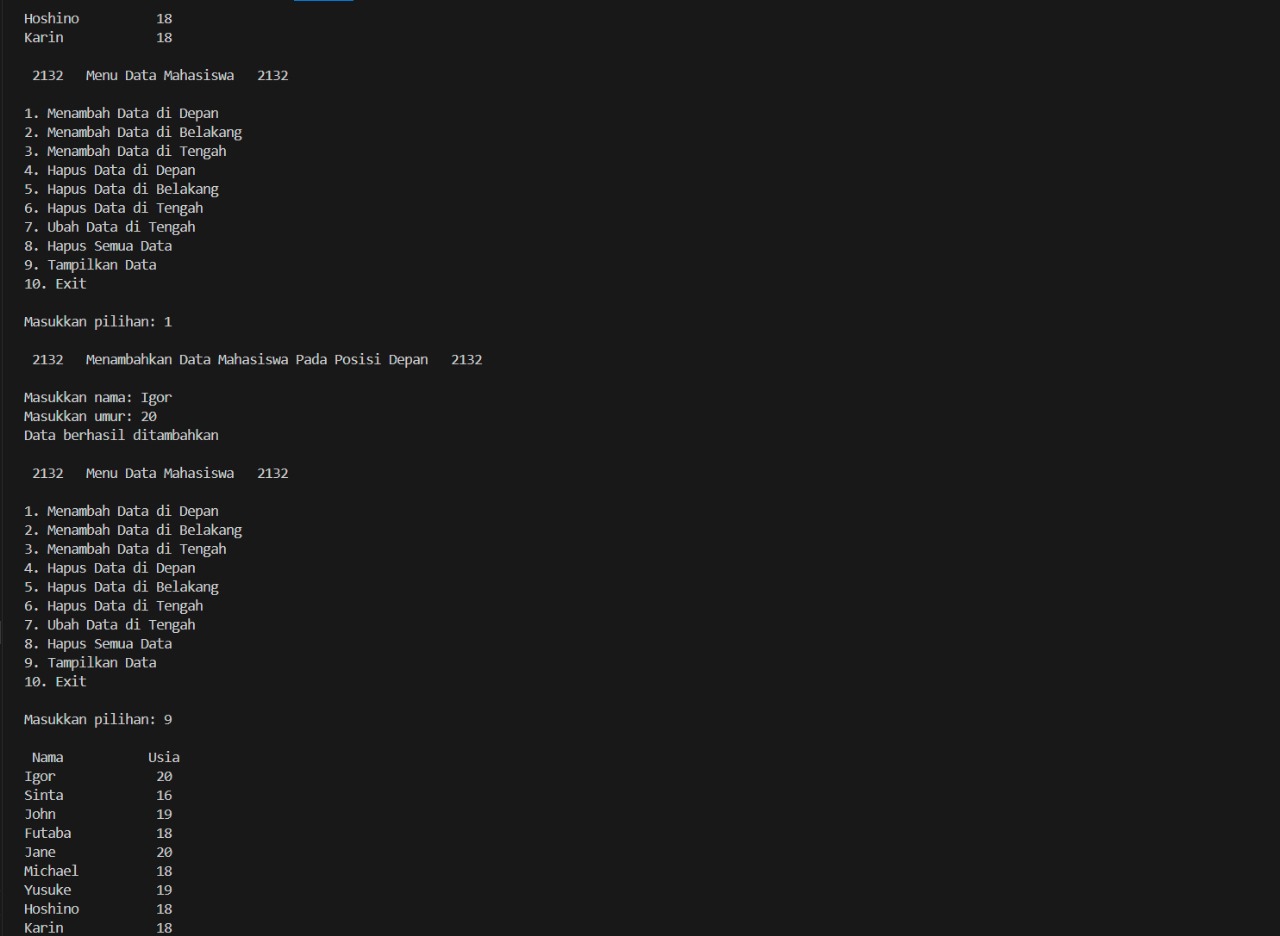 Hoshino 18
Karin 18
2132 Menu Data Mahasiswa 2132
1. Menambah Data di Depan
2. Menambah Data di Belakang
3. Menambah Data di Tengah
4. Hapus Data di Depan
5. Hapus Data di Belakang
6. Hapus Data di Tengah
7. Ubah Data di Tengah
8. Hapus Semua Data
9. Tampilkan Data
10. Exit
Masukkan pilihan: 1
2132 Menambahkan Data Mahasiswa Pada Posisi Depan 2132
Masukkan nama: Igor
Masukkan umur: 20
Data berhasil ditambahkan
2132 Menu Data Mahasiswa 2132
1. Menambah Data di Depan
2. Menambah Data di Belakang
3. Menambah Data di Tengah
4. Hapus Data di Depan
5. Hapus Data di Belakang
6. Hapus Data di Tengah
7. Ubah Data di Tengah
8. Hapus Semua Data
9. Tampilkan Data
10. Exit
Masukkan pilihan: 9
Nama Usia
Igor 20
Sinta 16
John 19
Futaba 18
Jane 20
Michael 18
Yusuke 19
Hoshino 18
Karin 18